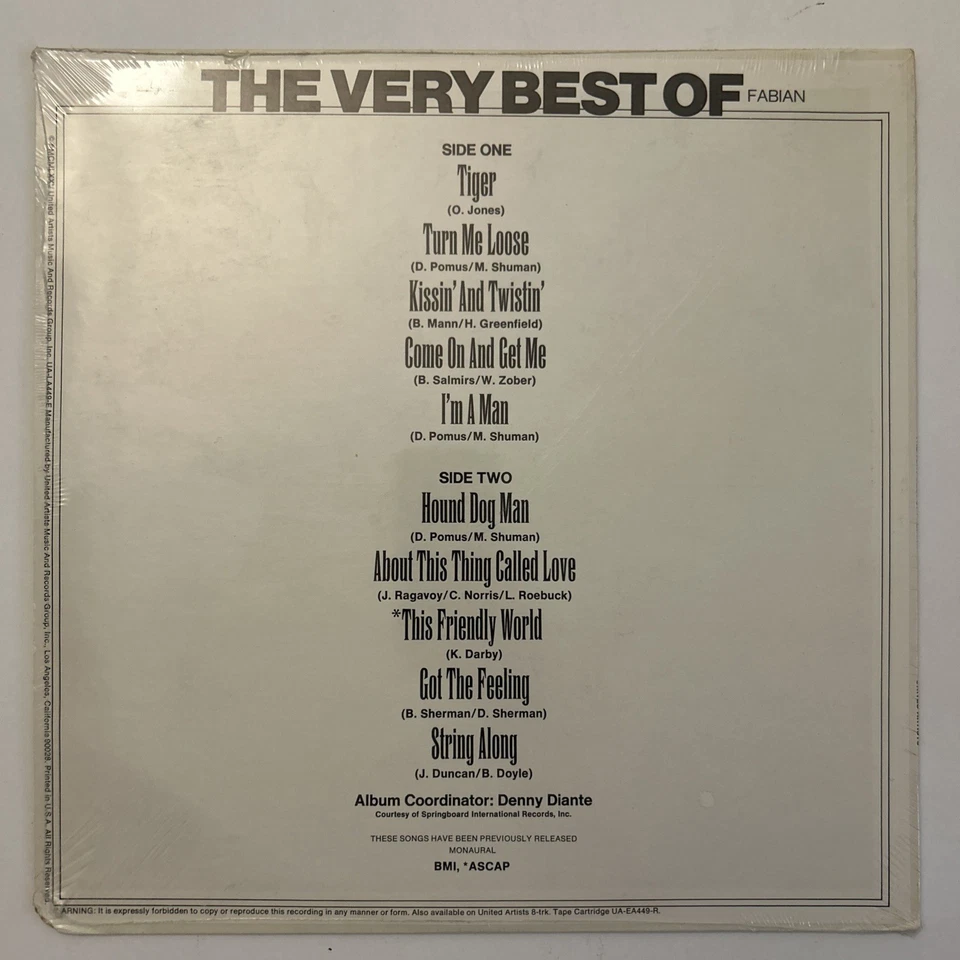 THE VERY BEST OF FABIAN
SIDE ONE
Tiger
(O. Jones)
Turn Me Loose
(D. Pomus/M. Shuman)
Kissin' And Twistin'
(B. Mann/H. Greenfield)
Come On And Get Me
(B. Salmirs/W. Zober)
I'm A Man
(D. Pomus/M. Shuman)
SIDE TWO
Hound Dog Man
(D. Pomus/M. Shuman)
About This Thing Called Love
(J. Ragavoy/C. Norris/L. Roebuck)
*This Friendly World
(K. Darby)
Got The Feeling
(B. Sherman/D. Sherman)
String Along
(J. Duncan/B. Doyle)
Album Coordinator: Denny Diante
Courtesy of Springboard International Records, Inc.
THESE SONGS HAVE BEEN PREVIOUSLY RELEASED
MONAURAL
BMI, *ASCAP
ARNING: It is expressly forbidden to copy or reproduce this recording in any manner or form. Also available on United Artists 8-trk. Tape Cartridge UA-EA449-R.
United Artists Music And Records Group, Inc. UA-LA449-E Manufactured by United Artists Music And Records Group, Inc., Los Angeles, California 90028. Printed in U.S.A. All Rights Reserved.